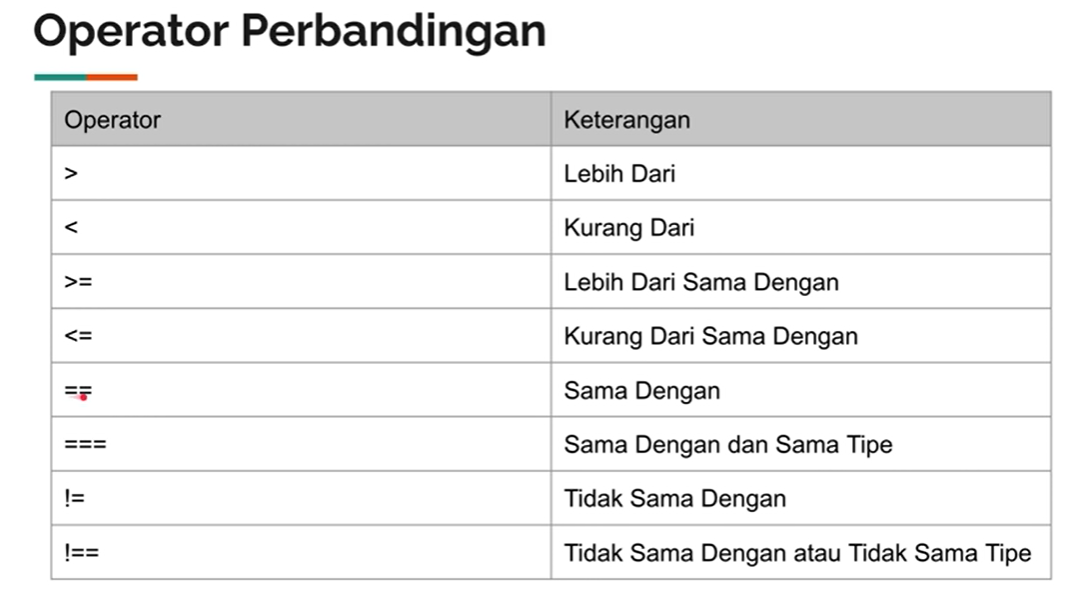 Operator Perbandingan
Operator Keterangan
> Lebih Dari
< Kurang Dari
>= Lebih Dari Sama Dengan
<= Kurang Dari Sama Dengan
== Sama Dengan
=== Sama Dengan dan Sama Tipe
!= Tidak Sama Dengan
!== Tidak Sama Dengan atau Tidak Sama Tipe